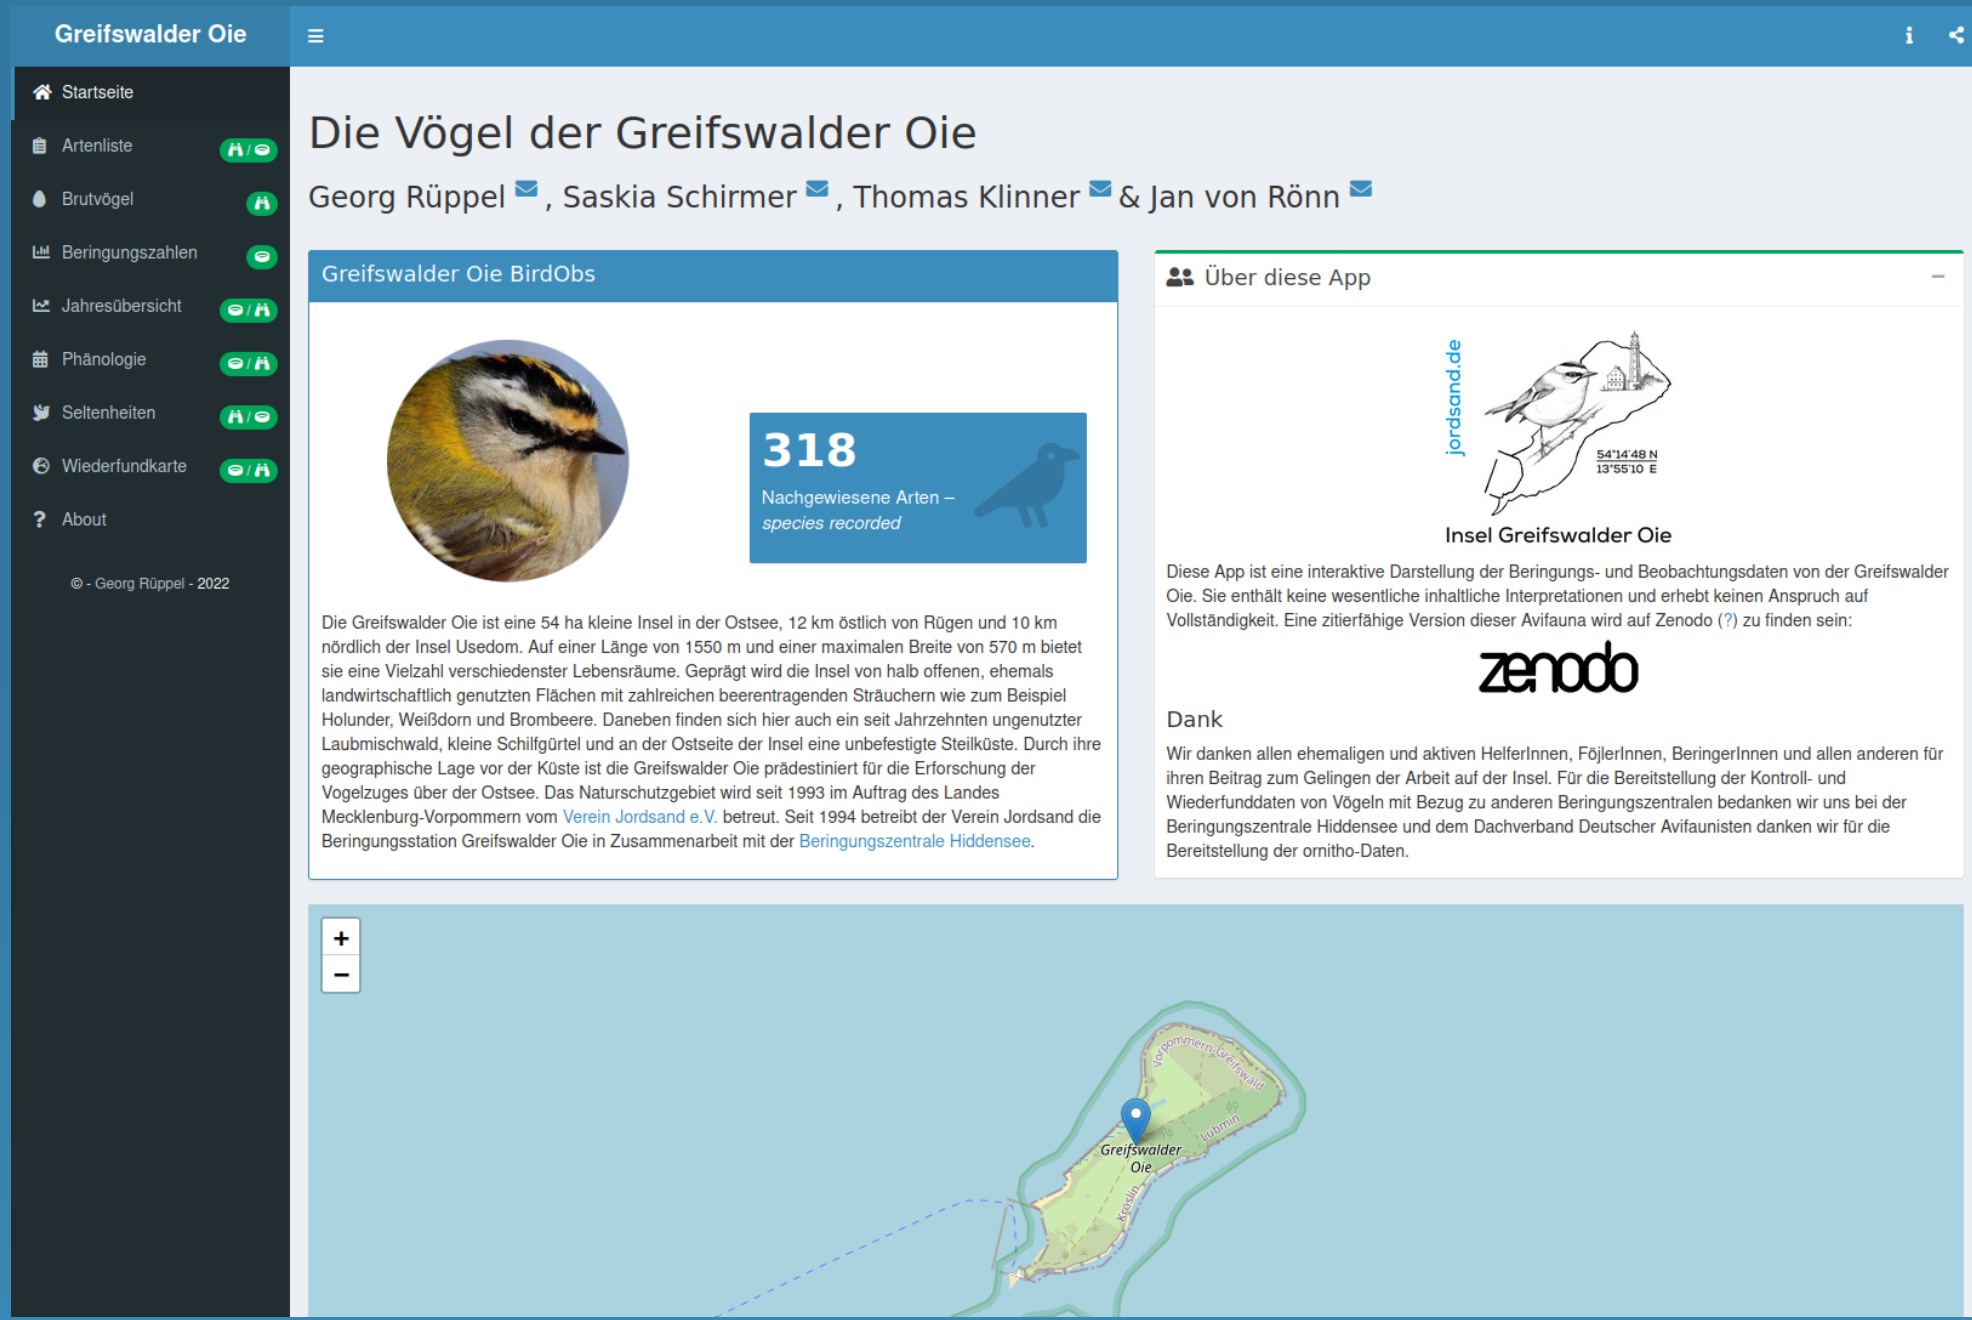 Greifswalder Oie
Startseite
Artenliste
Brutvögel
Beringungszahlen
Jahresübersicht
Phänologie
Seltenheiten
Wiederfundkarte
About
© - Georg Rüppel - 2022
Die Vögel der Greifswalder Oie
Georg Rüppel , Saskia Schirmer , Thomas Klinner & Jan von Rönn
Greifswalder Oie BirdObs
318
Nachgewiesene Arten –
species recorded
Die Greifswalder Oie ist eine 54 ha kleine Insel in der Ostsee, 12 km östlich von Rügen und 10 km
nördlich der Insel Usedom. Auf einer Länge von 1550 m und einer maximalen Breite von 570 m bietet
sie eine Vielzahl verschiedenster Lebensräume. Geprägt wird die Insel von halb offenen, ehemals
landwirtschaftlich genutzten Flächen mit zahlreichen beerentragenden Sträuchern wie zum Beispiel
Holunder, Weißdorn und Brombeere. Daneben finden sich hier auch ein seit Jahrzehnten ungenutzter
Laubmischwald, kleine Schilfgürtel und an der Ostseite der Insel eine unbefestigte Steilküste. Durch ihre
geographische Lage vor der Küste ist die Greifswalder Oie prädestiniert für die Erforschung der
Vogelzuges über der Ostsee. Das Naturschutzgebiet wird seit 1993 im Auftrag des Landes
Mecklenburg-Vorpommern vom Verein Jordsand e.V. betreut. Seit 1994 betreibt der Verein Jordsand die
Beringungsstation Greifswalder Oie in Zusammenarbeit mit der Beringungszentrale Hiddensee.
Über diese App
jordsand.de
54°14'48 N
13°55'10 E
Insel Greifswalder Oie
Diese App ist eine interaktive Darstellung der Beringungs- und Beobachtungsdaten von der Greifswalder
Oie. Sie enthält keine wesentliche inhaltliche Interpretationen und erhebt keinen Anspruch auf
Vollständigkeit. Eine zitierfähige Version dieser Avifauna wird auf Zenodo (?) zu finden sein:
zenodo
Dank
Wir danken allen ehemaligen und aktiven HelferInnen, FöjlerInnen, BeringerInnen und allen anderen für
ihren Beitrag zum Gelingen der Arbeit auf der Insel. Für die Bereitstellung der Kontroll- und
Wiederfunddaten von Vögeln mit Bezug zu anderen Beringungszentralen bedanken wir uns bei der
Beringungszentrale Hiddensee und dem Dachverband Deutscher Avifaunisten danken wir für die
Bereitstellung der ornitho-Daten.
+
−
Vorpommern-Greifswald
Lubmin
Greifswalder
Oie
Kröslin